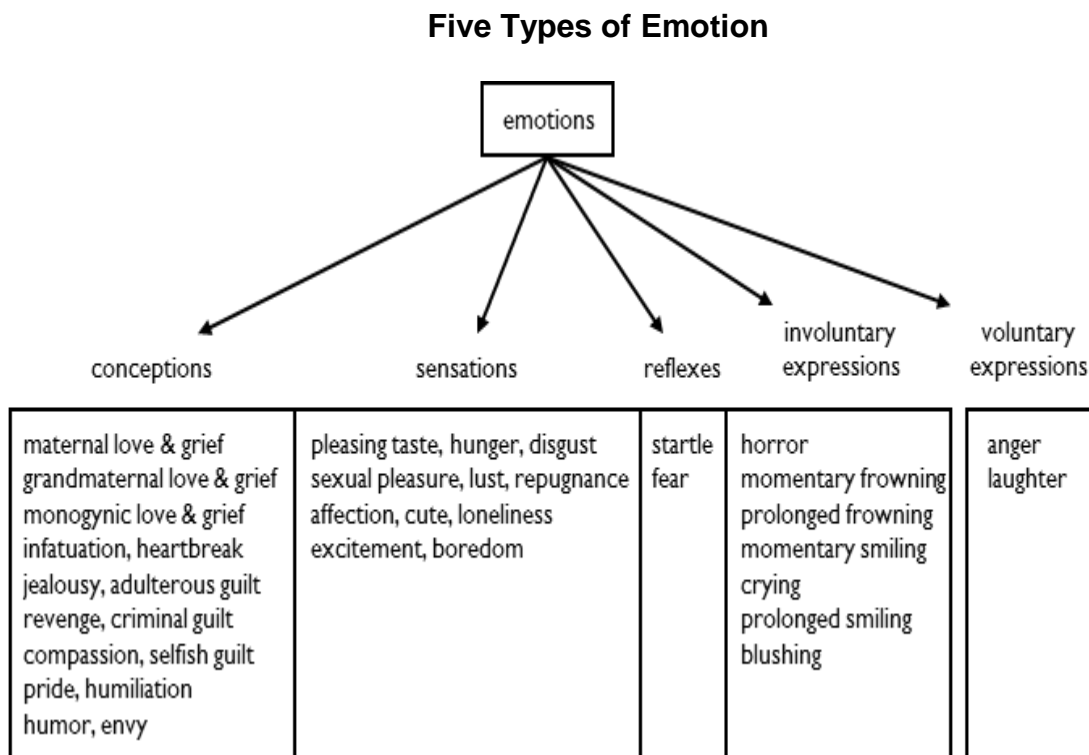 Five Types of Emotion
emotions
conceptions
sensations
reflexes
involuntary
expressions
voluntary
expressions
maternal love & grief
grandmaternal love & grief
monogynic love & grief
infatuation, heartbreak
jealousy, adulterous guilt
revenge, criminal guilt
compassion, selfish guilt
pride, humiliation
humor, envy
pleasing taste, hunger, disgust
sexual pleasure, lust, repugnance
affection, cute, loneliness
excitement, boredom
startle
fear
horror
momentary frowning
prolonged frowning
momentary smiling
crying
prolonged smiling
blushing
anger
laughter